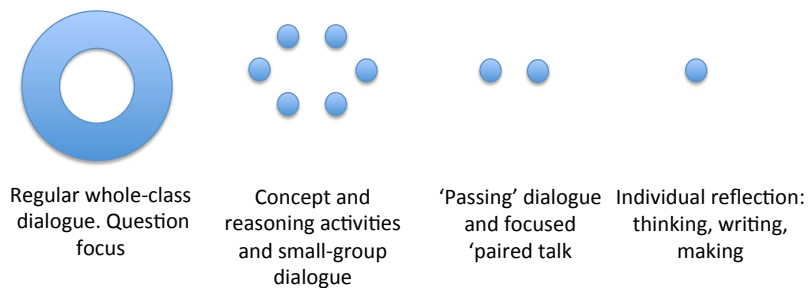 Regular whole-class
dialogue. Question
focus
Concept and
reasoning activities
and small-group
dialogue
‘Passing’ dialogue
and focused
‘paired talk
Individual reflection:
thinking, writing,
making